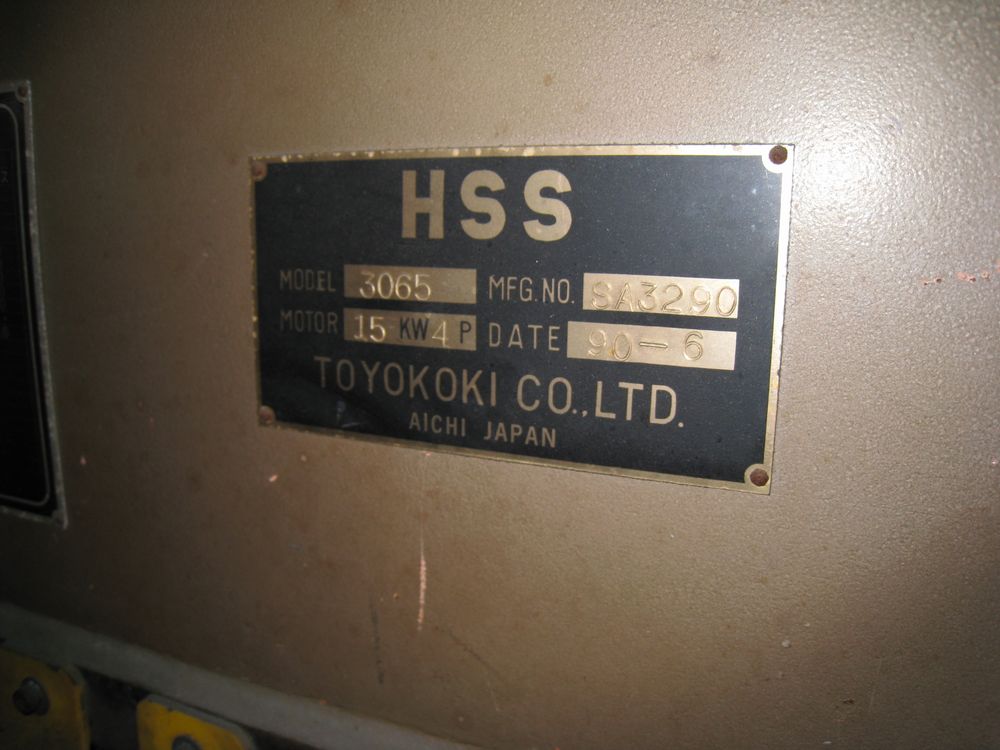 HSS
MODEL 3065 MFG.NO. SA3290
MOTOR 15 KW 4 P DATE 90-6
TOYOKOKI CO.,LTD.
AICHI JAPAN